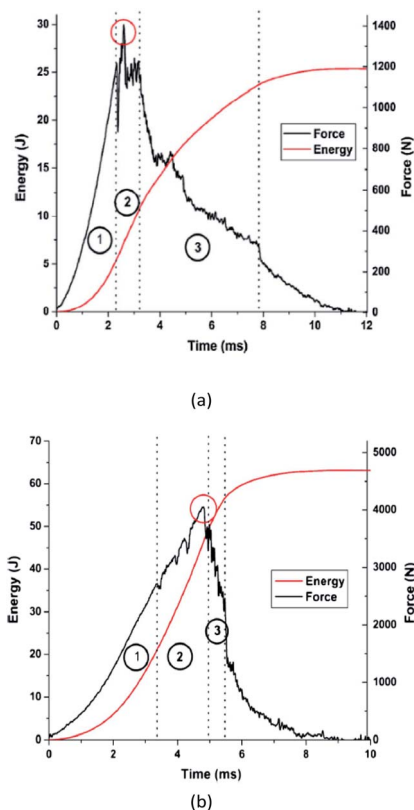 30
25
20
15
10
5
0
Energy (J)
1400
1200
1000
800
600
400
200
0
Force (N)
Force
Energy
1
2
3
0 2 4 6 8 10 12
Time (ms)
(a)
70
60
50
40
30
20
10
0
Energy (J)
5000
4000
3000
2000
1000
0
Force (N)
Energy
Force
1
2
3
0 2 4 6 8 10
Time (ms)
(b)